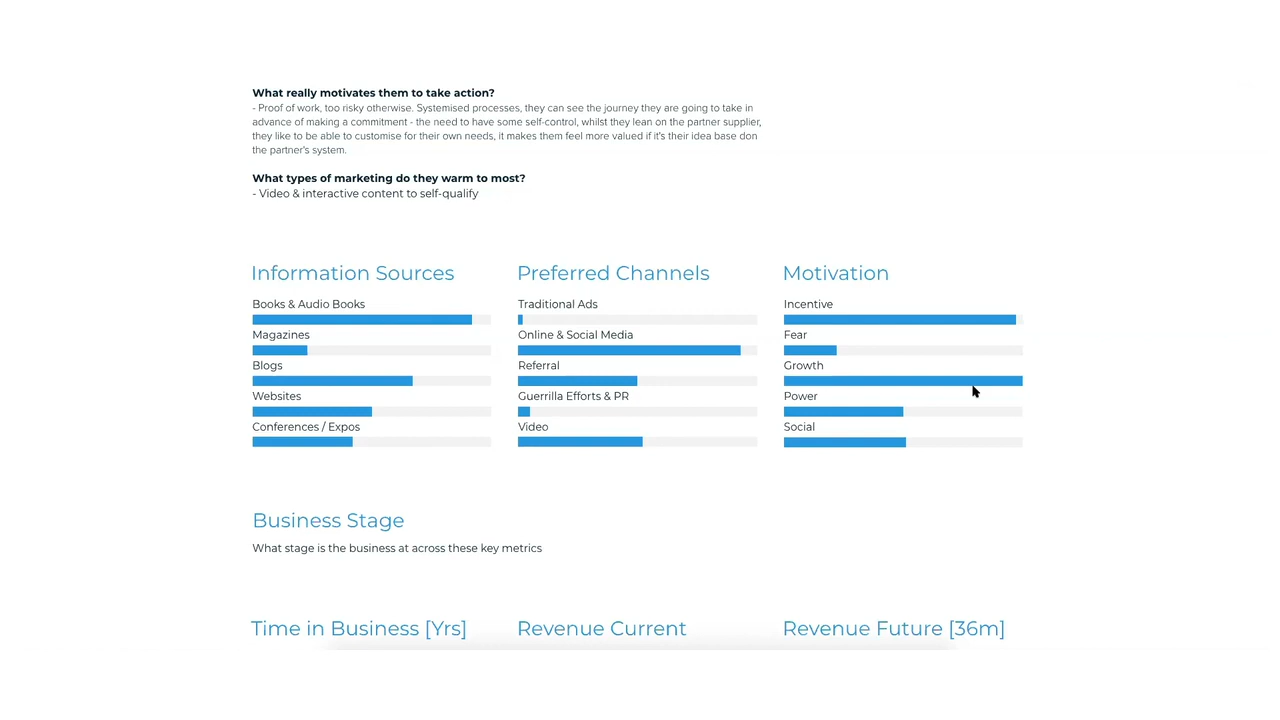 What really motivates them to take action?
- Proof of work, too risky otherwise. Systemised processes, they can see the journey they are going to take in
advance of making a commitment - the need to have some self-control, whilst they lean on the partner supplier,
they like to be able to customise for their own needs, it makes them feel more valued if it's their idea base don
the partner's system.
What types of marketing do they warm to most?
- Video & interactive content to self-qualify
Information Sources
Books & Audio Books
Magazines
Blogs
Websites
Conferences / Expos
Preferred Channels
Traditional Ads
Online & Social Media
Referral
Guerrilla Efforts & PR
Video
Motivation
Incentive
Fear
Growth
Power
Social
Business Stage
What stage is the business at across these key metrics
Time in Business [Yrs]
Revenue Current
Revenue Future [36m]